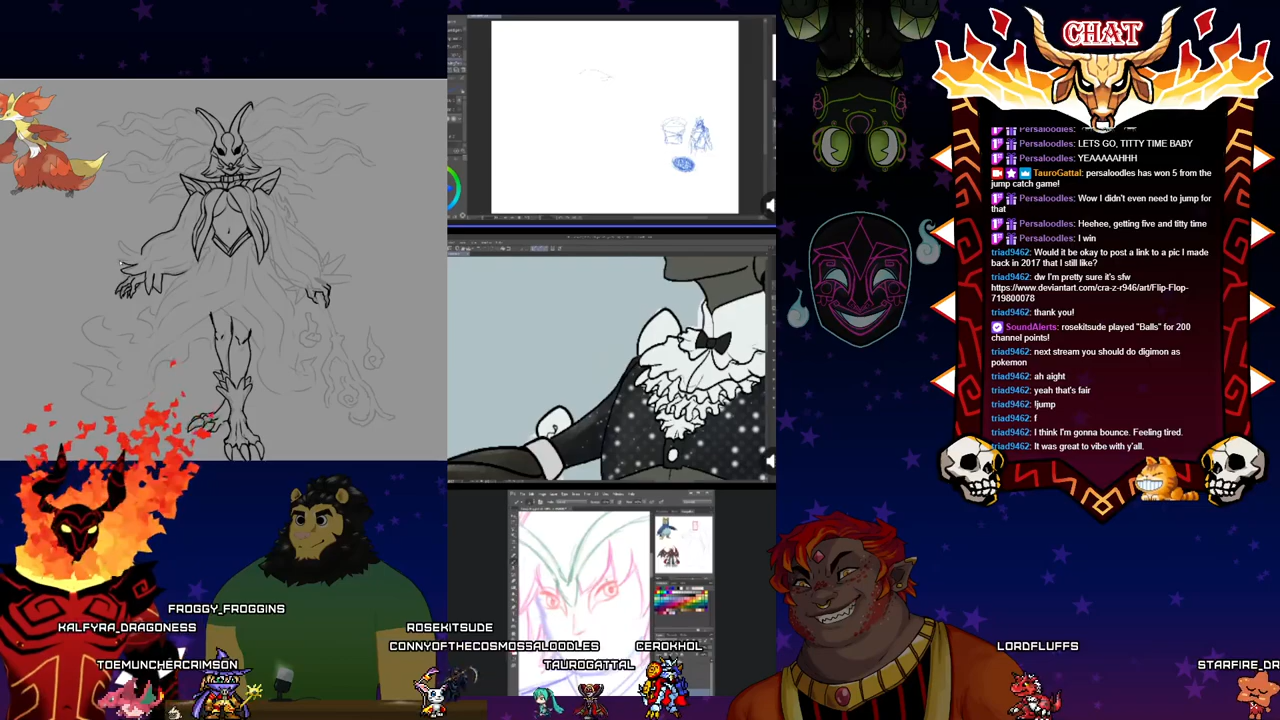 CHAT
Persaloodles:
Persaloodles: LETS GO, TITTY TIME BABY
Persaloodles: YEAAAAAHHH
TauroGattal: persaloodles has won 5 from the
jump catch game!
Persaloodles: Wow I didn't even need to jump for
that
Persaloodles: Heehee, getting five and titty time
Persaloodles: I win
triad9462: Would it be okay to post a link to a pic I made
back in 2017 that I still like?
triad9462: dw I'm pretty sure it's sfw
https://www.deviantart.com/cra-z-r946/art/Flip-Flop-
719800078
triad9462: thank you!
SoundAlerts: rosekitsude played "Balls" for 200
channel points!
triad9462: next stream you should do digimon as
pokemon
triad9462: ah aight
triad9462: yeah that's fair
triad9462: !jump
triad9462: f
triad9462: I think I'm gonna bounce. Feeling tired.
triad9462: It was great to vibe with y'all.
FROGGY_FROGGINS
KALFYRA_DRAGONESS
ROSEKITSUDE
CONNYOFTHECOSMOSSALOODLES
CEROKHOL
LORDFLUFFS
TOEMUNCHERCRIMSON
TAUROGATTAL
STARFIRE_DR